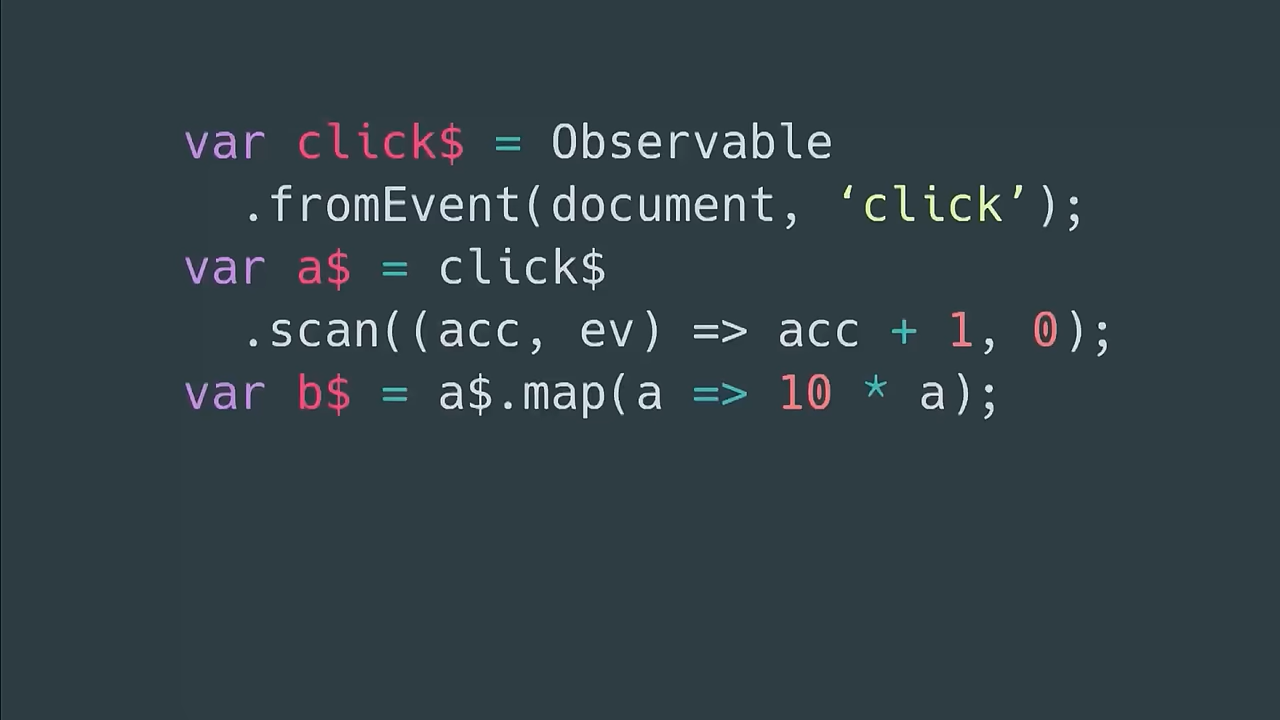 var click$ = Observable
.fromEvent(document, ‘click’);
var a$ = click$
.scan((acc, ev) => acc + 1, 0);
var b$ = a$.map(a => 10 * a);